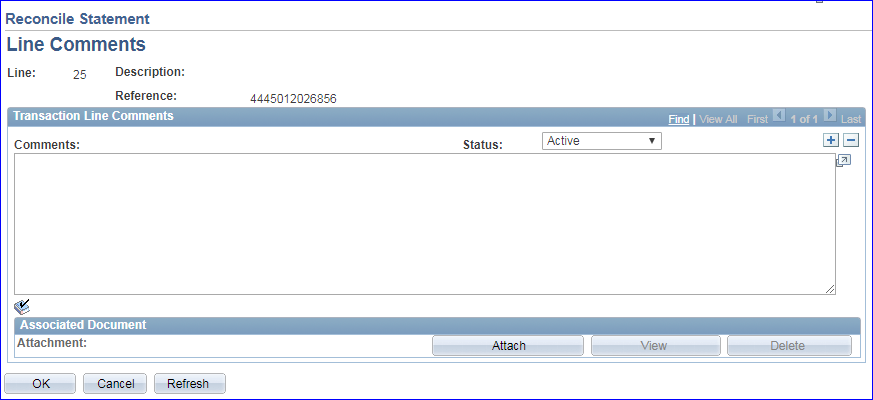 Reconcile Statement
Line Comments
Line: 25 Description:
Reference: 4445012026856
Transaction Line Comments Find | View All First 1 of 1 Last
Comments: Status: Active
Associated Document
Attachment: Attach View Delete
OK Cancel Refresh